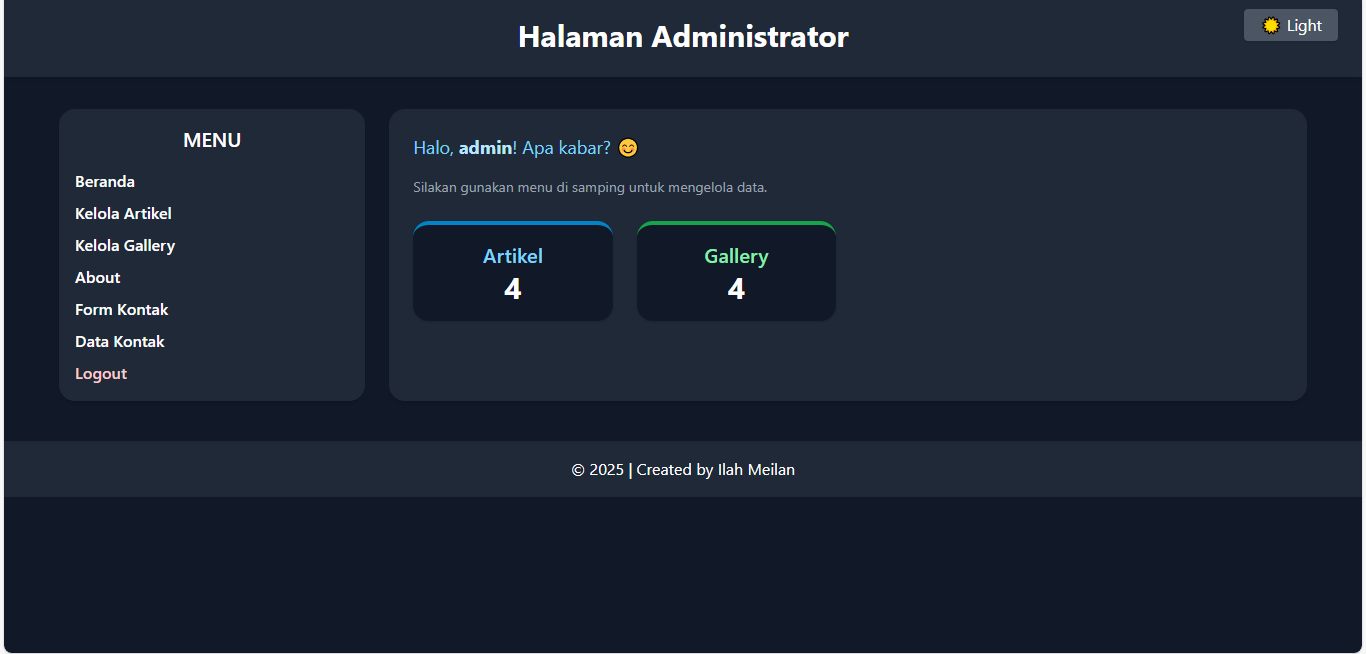 Halaman Administrator
Light
MENU
Beranda
Kelola Artikel
Kelola Gallery
About
Form Kontak
Data Kontak
Logout
Halo, admin! Apa kabar? 😊
Silakan gunakan menu di samping untuk mengelola data.
Artikel
4
Gallery
4
© 2025 | Created by Ilah Meilan